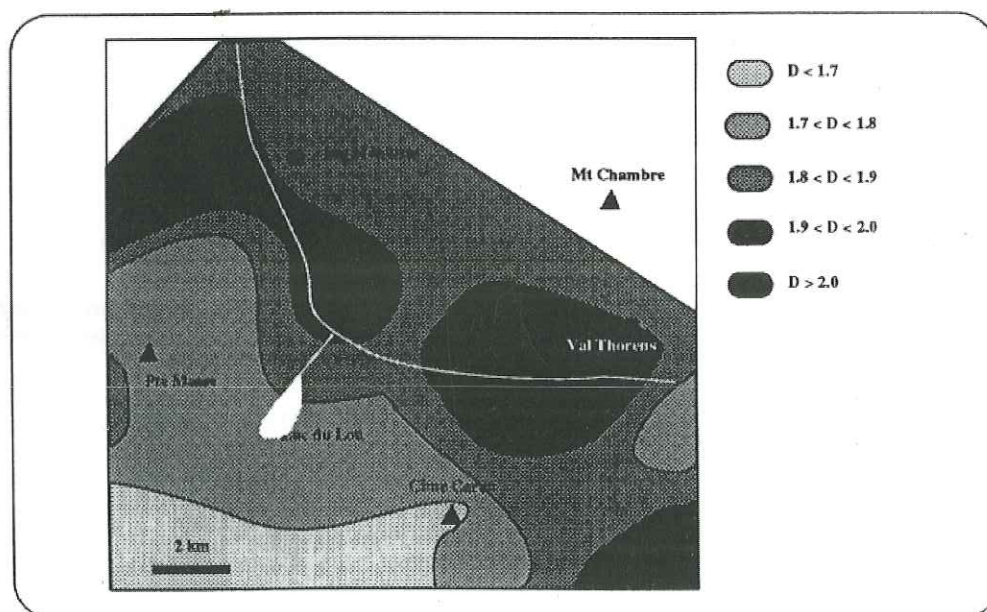 D < 1.7
1.7 < D < 1.8
Mt Chambre
1.8 < D < 1.9
1.9 < D < 2.0
D > 2.0
Val Thorens
du Lou
2 km